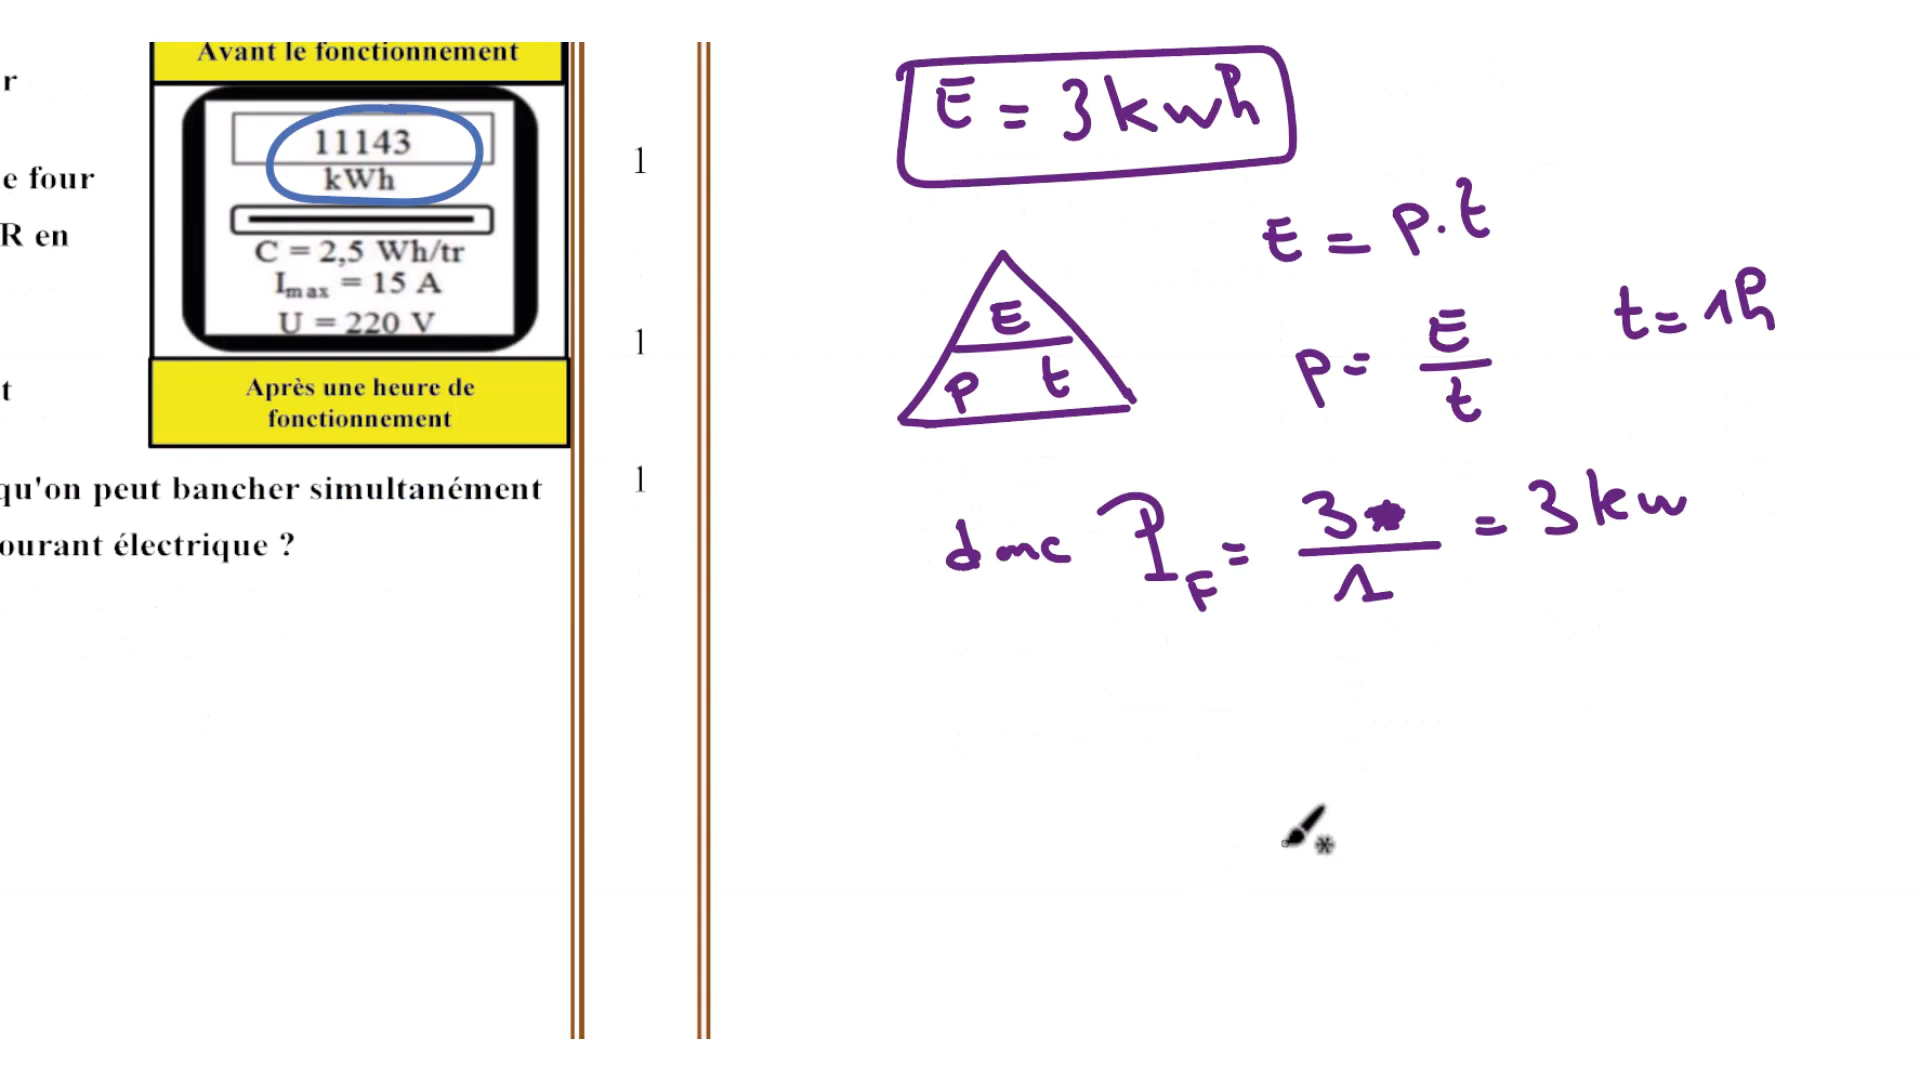 Avant le fonctionnement
r
11143
kWh
1
e four
R en
C = 2,5 Wh/tr
Imax = 15 A
U = 220 V
1
t
Après une heure de
fonctionnement
qu'on peut bancher simultanément
1
ourant électrique ?
E = 3 kwh
E = P . t
E
P t
P = E / t
t = 1h
donc PF = 3 / 1 = 3 kw